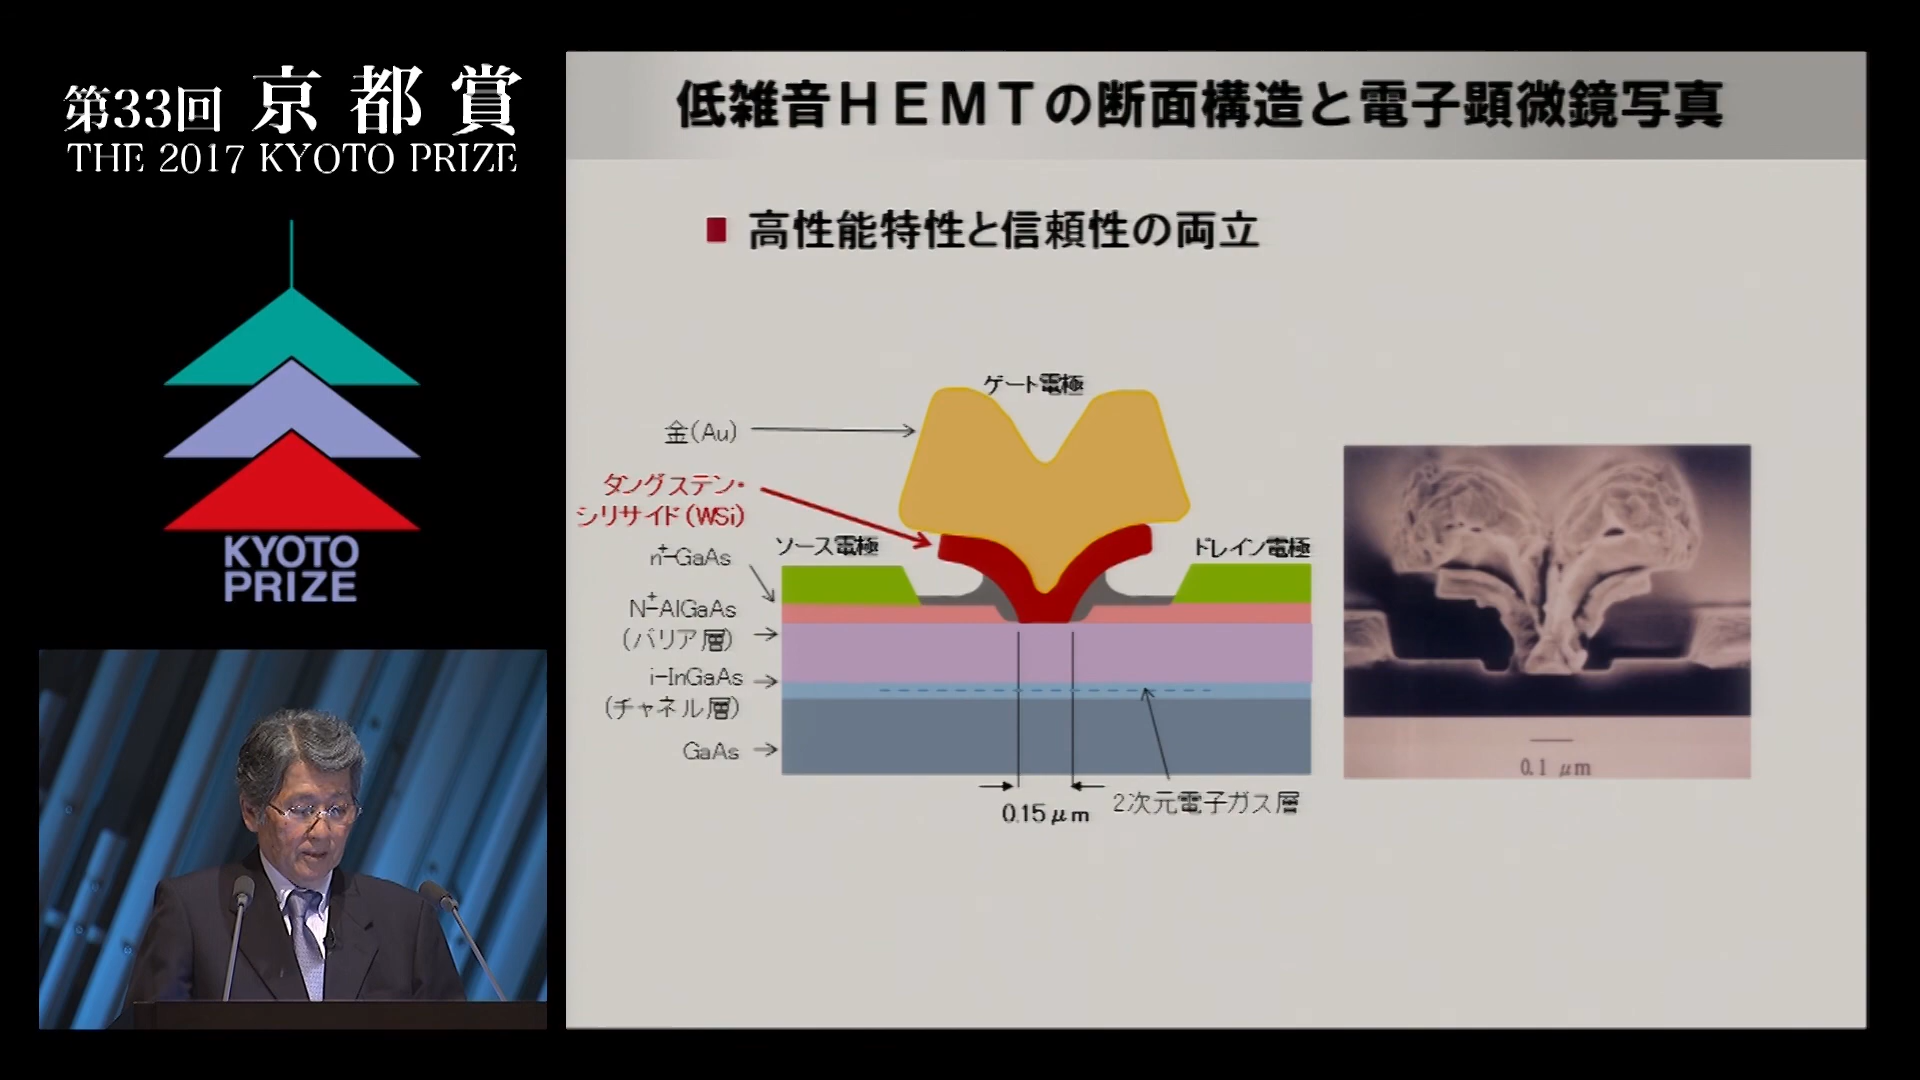 第33回 京都賞
THE 2017 KYOTO PRIZE
KYOTO
PRIZE
低雑音HEMTの断面構造と電子顕微鏡写真
高性能特性と信頼性の両立
ゲート電極
金(Au)
タングステン・
シリサイド(WSi)
n+-GaAs
ソース電極
ドレイン電極
N+-AlGaAs
(バリア層)
i-InGaAs
(チャネル層)
GaAs
0.15μm
2次元電子ガス層
0.1 μm